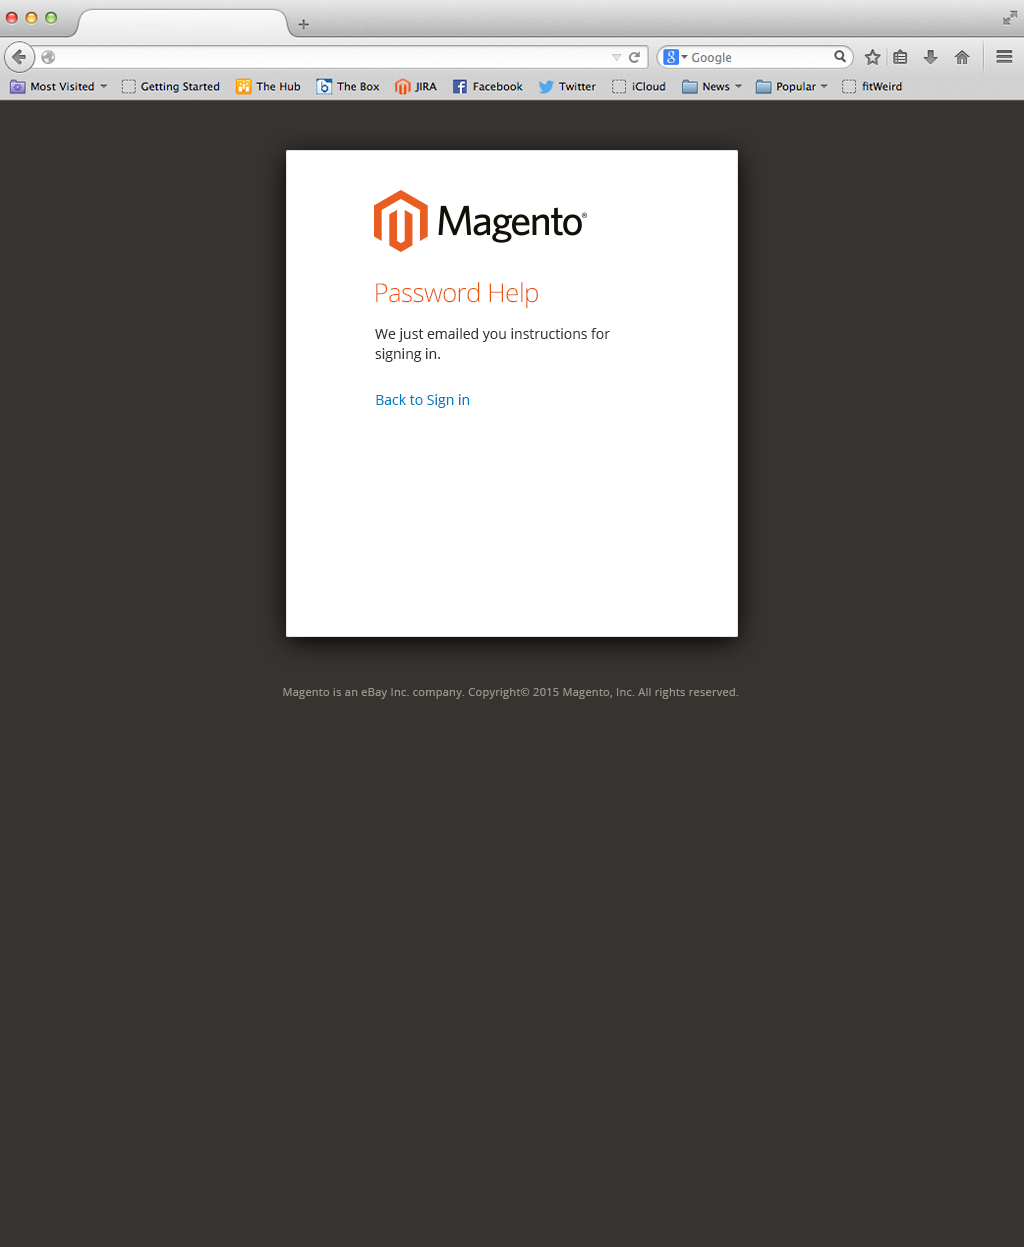 Google
Most Visited
Getting Started
The Hub
The Box
JIRA
Facebook
Twitter
iCloud
News
Popular
fitWeird
Magento®
Password Help
We just emailed you instructions for
signing in.
Back to Sign in
Magento is an eBay Inc. company. Copyright© 2015 Magento, Inc. All rights reserved.